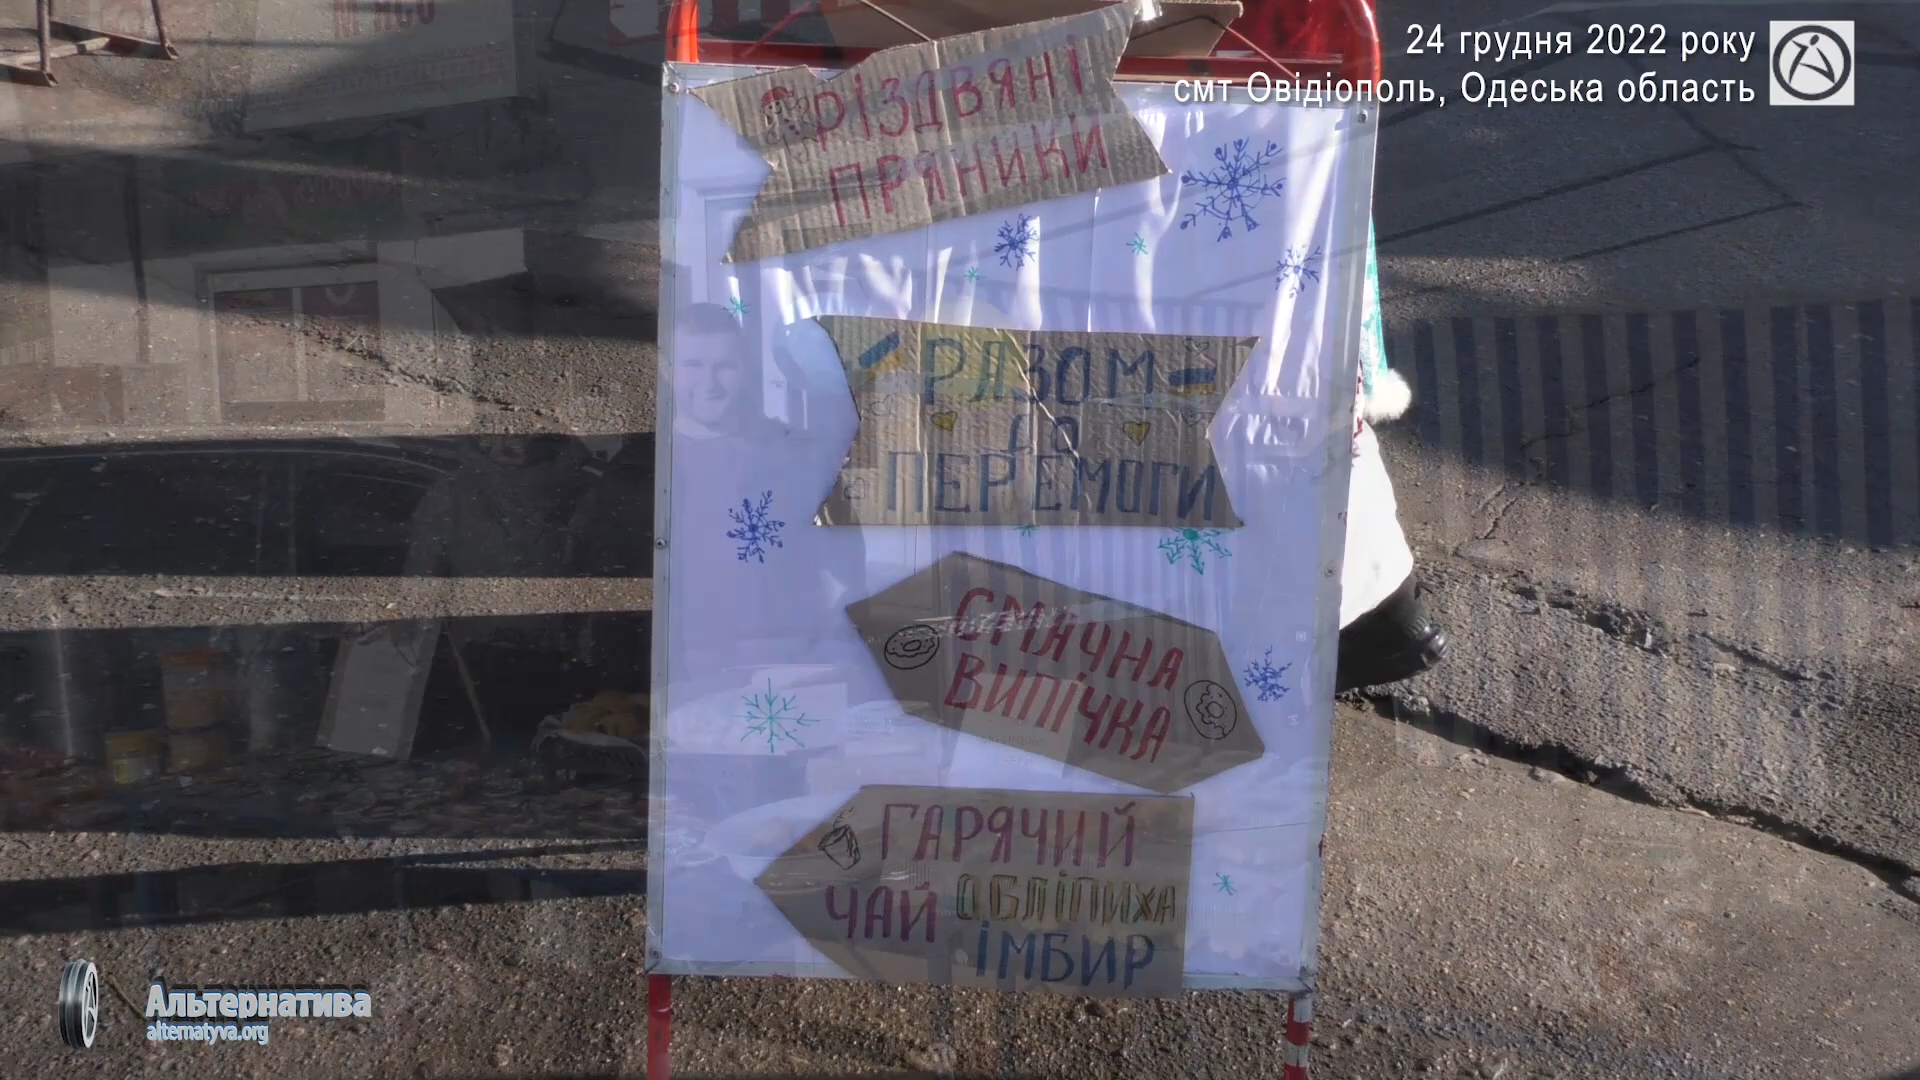 24 грудня 2022 року
смт Овідіополь, Одеська область
РІЗДВЯНІ
ПРЯНИКИ
РАЗОМ
ДО
ПЕРЕМОГИ
СМАЧНА
ВИПІЧКА
ГАРЯЧИЙ
ЧАЙ ОБЛІПИХА
ІМБИР
Альтернатива
alternatyva.org